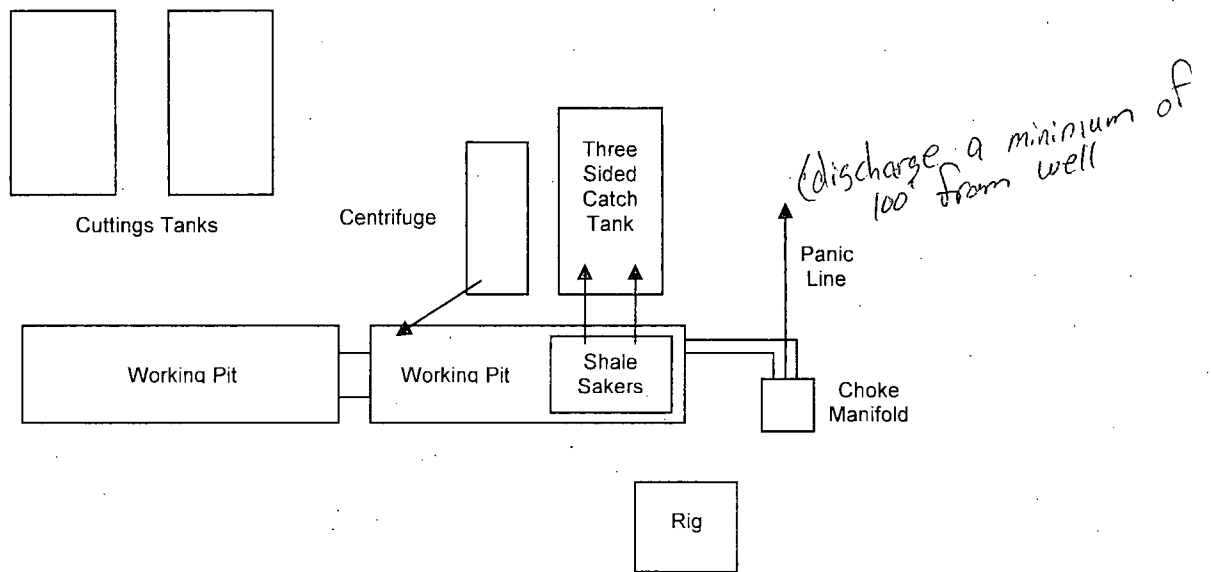 Cuttings Tanks
Centrifuge
Three
Sided
Catch
Tank
(discharge a minimum of
100' from well
Panic
Line
Working Pit
Working Pit
Shale
Sakers
Choke
Manifold
Rig